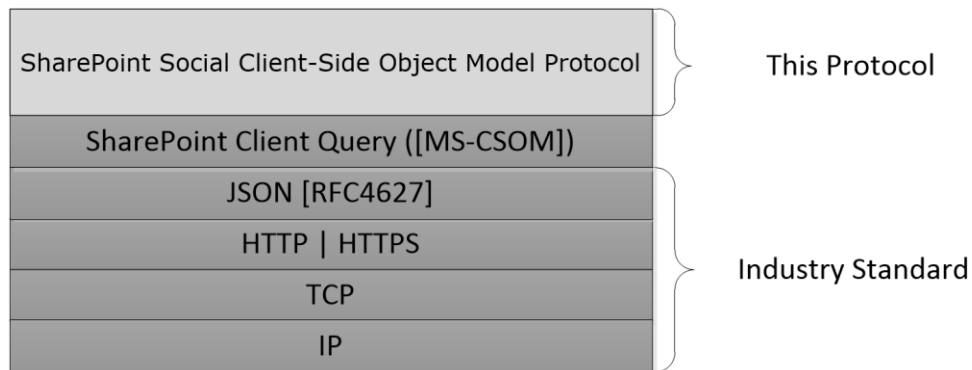 SharePoint Social Client-Side Object Model Protocol
This Protocol
SharePoint Client Query ([MS-CSOM])
JSON [RFC4627]
HTTP | HTTPS
Industry Standard
TCP
IP